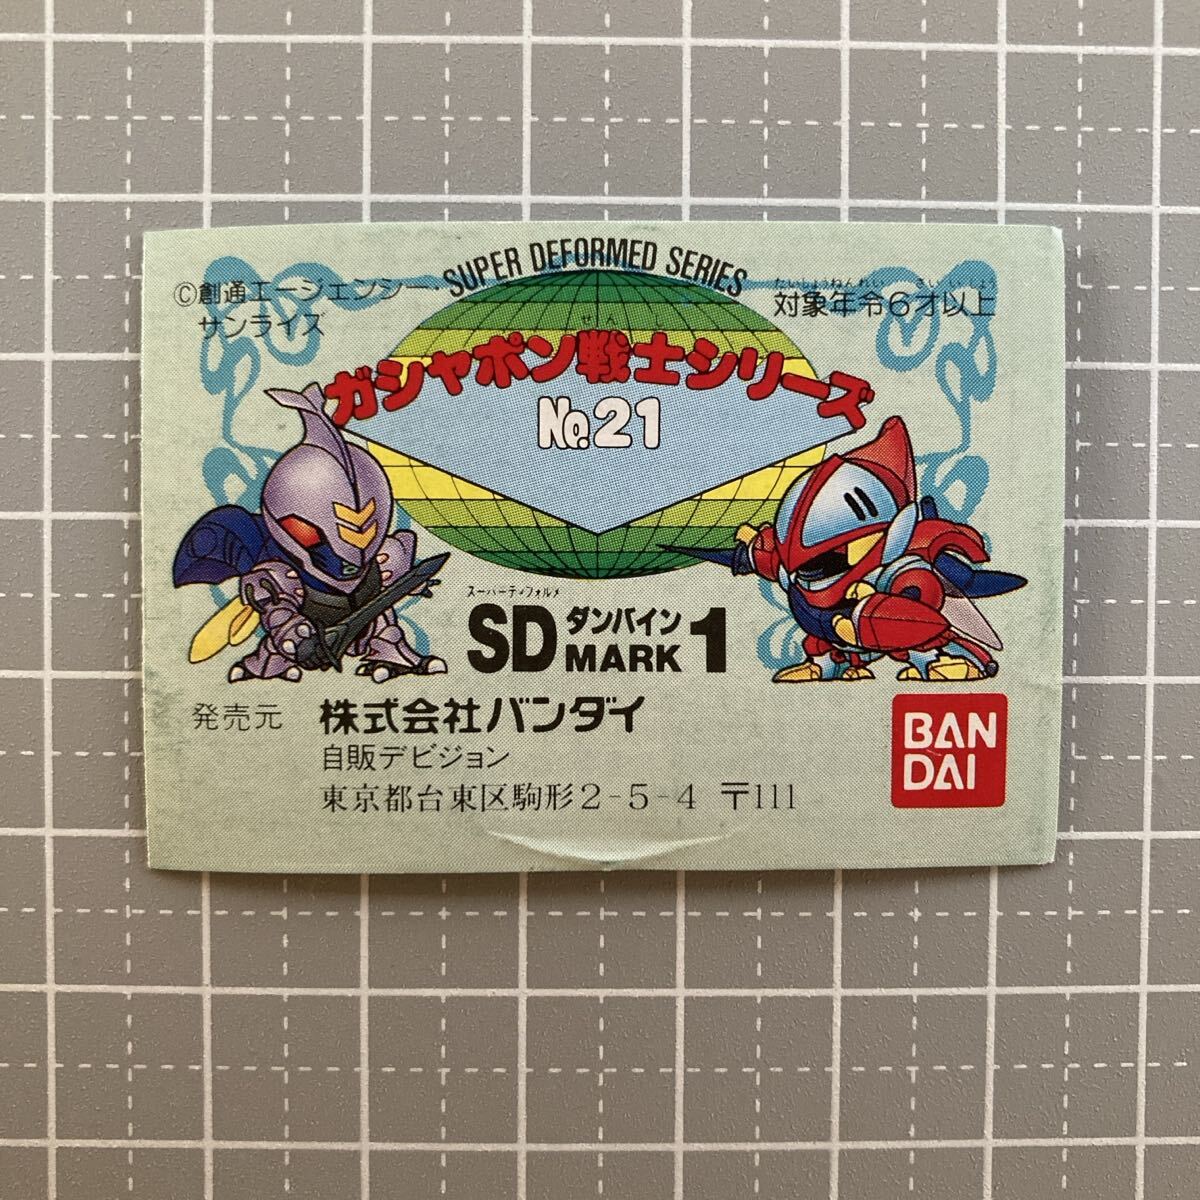 SUPER DEFORMED SERIES
©創通エージェンシー・
サンライズ
たいしょうねんれい さいいじょう
対象年令6才以上
せんし
ガシャポン戦士シリーズ
No.21
スーパーディフォルメ
SD ダンバイン MARK 1
発売元 株式会社バンダイ
自販デビジョン
東京都台東区駒形2-5-4 〒111
BAN
DAI